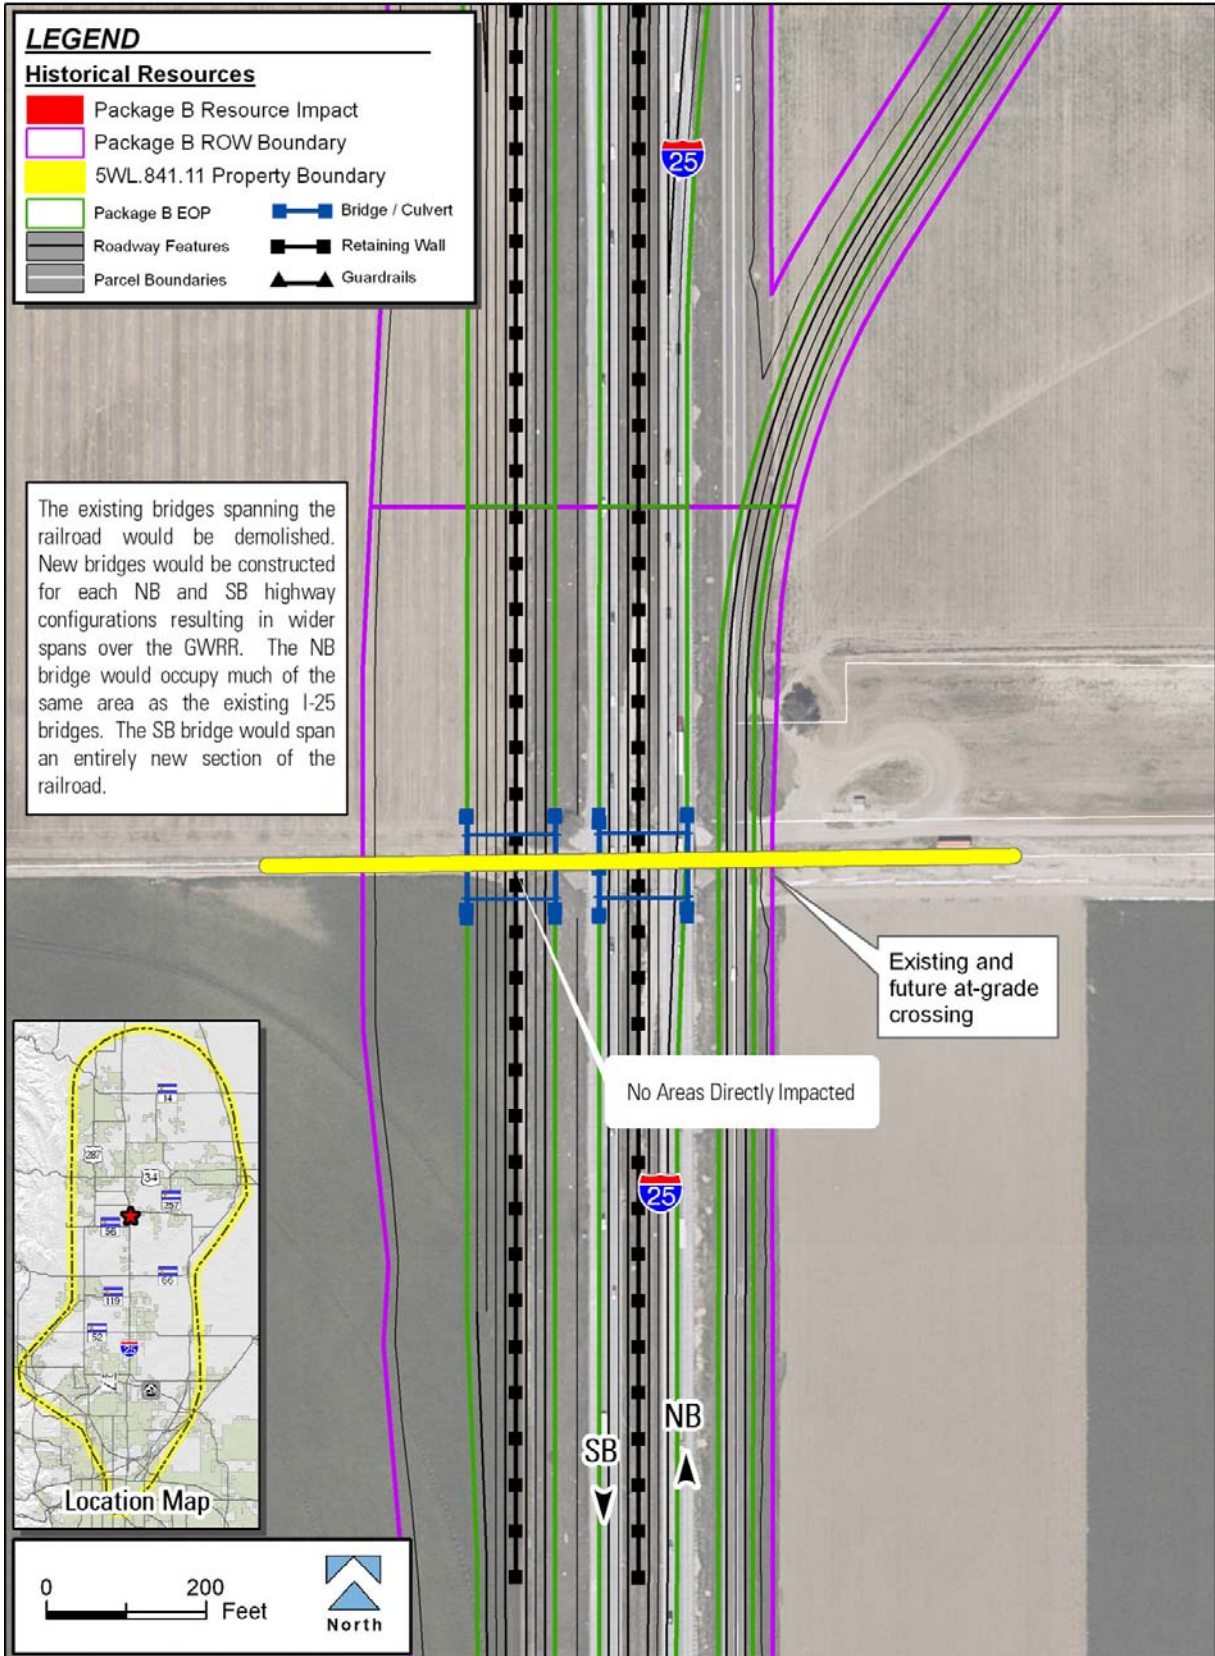 LEGEND
Historical Resources
Package B Resource Impact
Package B ROW Boundary
5WL.841.11 Property Boundary
Package B EOP
Bridge / Culvert
Roadway Features
Retaining Wall
Parcel Boundaries
Guardrails
25
The existing bridges spanning the
railroad would be demolished.
New bridges would be constructed
for each NB and SB highway
configurations resulting in wider
spans over the GWRR. The NB
bridge would occupy much of the
same area as the existing I-25
bridges. The SB bridge would span
an entirely new section of the
railroad.
Existing and
future at-grade
crossing
No Areas Directly Impacted
25
NB
SB
14
287
34
257
56
66
119
52
25
Location Map
0 200
Feet
North